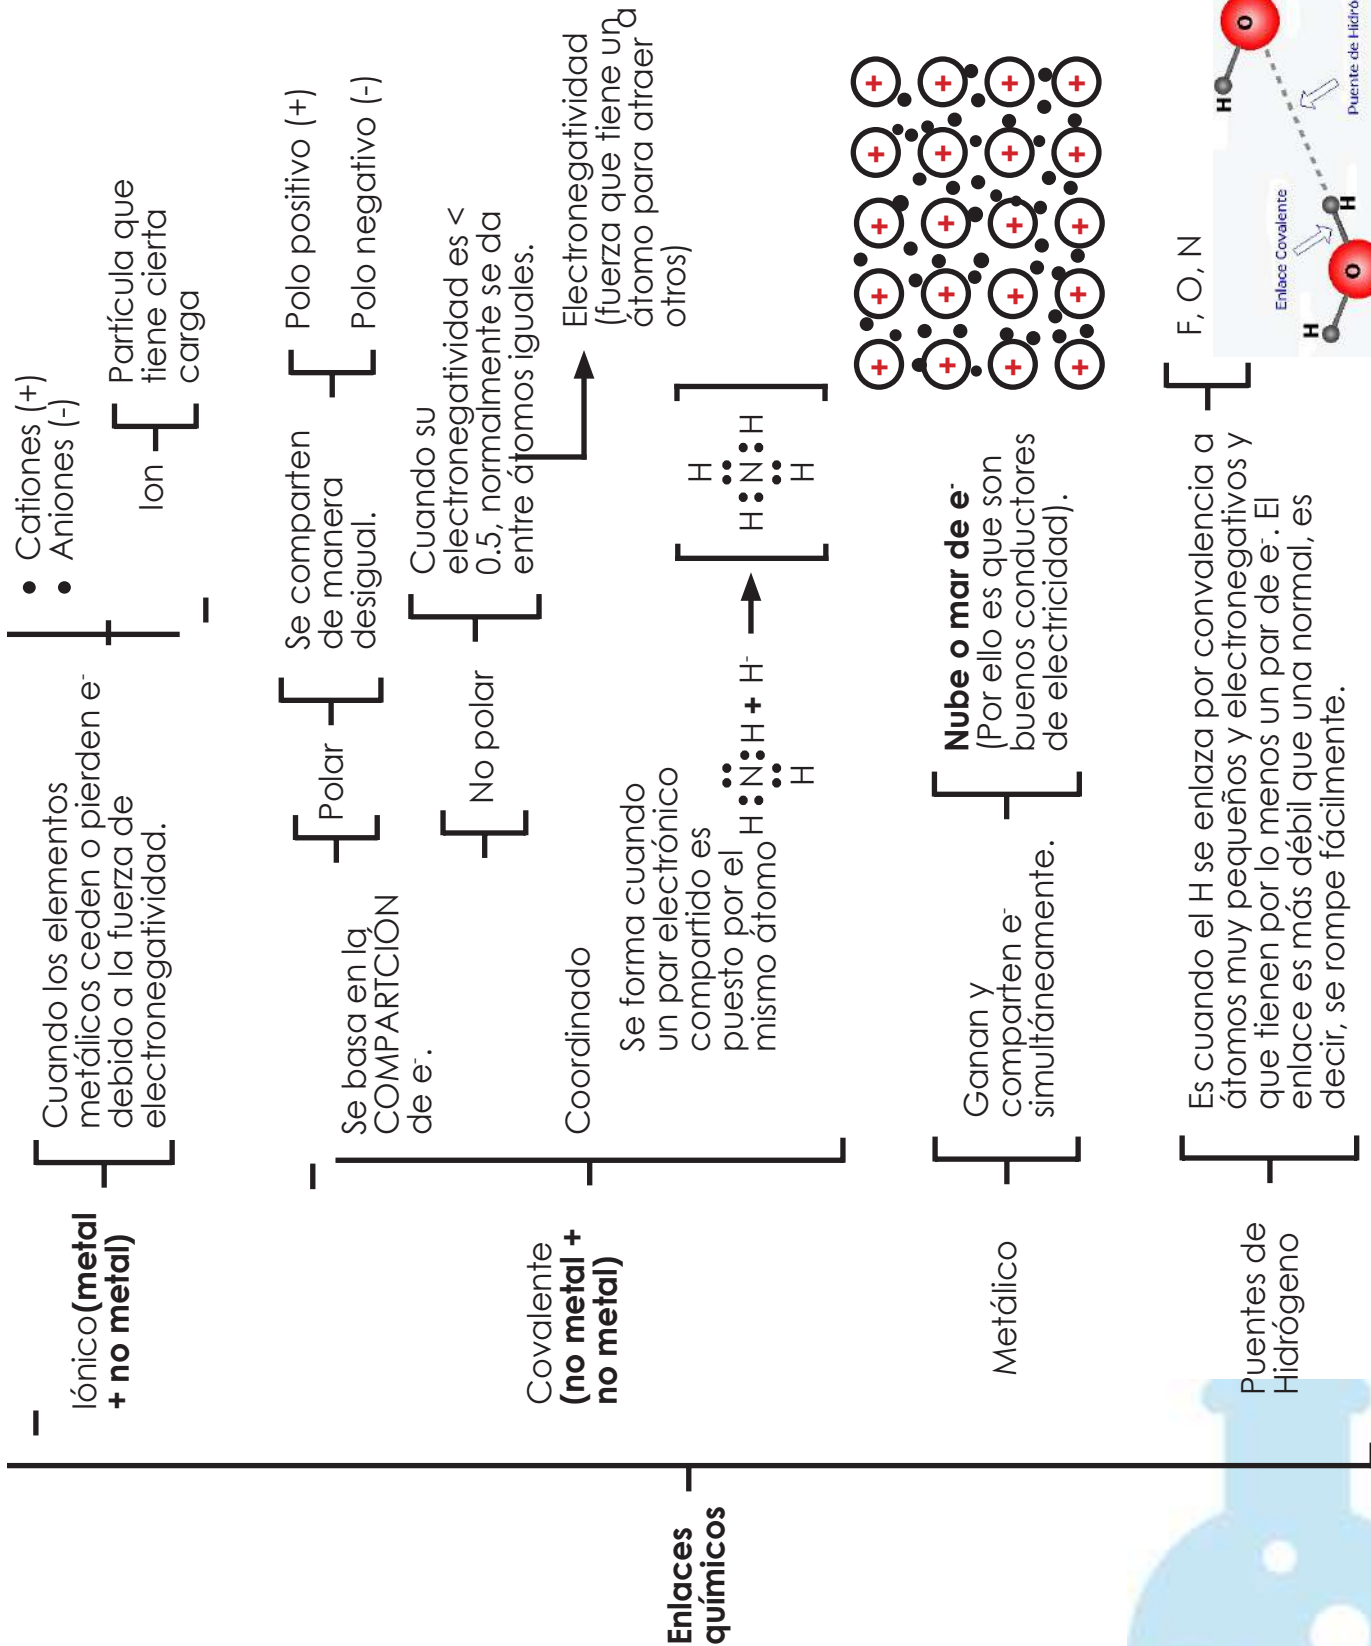 Enlaces
químicos
Iónico (metal
+ no metal)
Cuando los elementos
metálicos ceden o pierden e-
debido a la fuerza de
electronegatividad.
• Cationes (+)
• Aniones (-)
Ion
Partícula que
tiene cierta
carga
Covalente
(no metal +
no metal)
Se basa en la
COMPARTCIÓN
de e-.
Polar
Se comparten
de manera
desigual.
Polo positivo (+)
Polo negativo (-)
No polar
Cuando su
electronegatividad es <
0.5, normalmente se da
entre átomos iguales.
Electronegatividad
(fuerza que tiene un
átomo para atraer a
otros)
Coordinado
Se forma cuando
un par electrónico
compartido es
puesto por el
mismo átomo
H N H + H-
H
H
H N H
H
Metálico
Ganan y
comparten e-
simultáneamente.
Nube o mar de e-
(Por ello es que son
buenos conductores
de electricidad).
+ + + + +
+ + + + +
+ + + + +
+ + + + +
Puentes de
Hidrógeno
Es cuando el H se enlaza por convalencia a
átomos muy pequeños y electronegativos y
que tienen por lo menos un par de e-. El
enlace es más débil que una normal, es
decir, se rompe fácilmente.
F, O, N
H
O
Enlace Covalente
H
H
O
Puente de Hidró